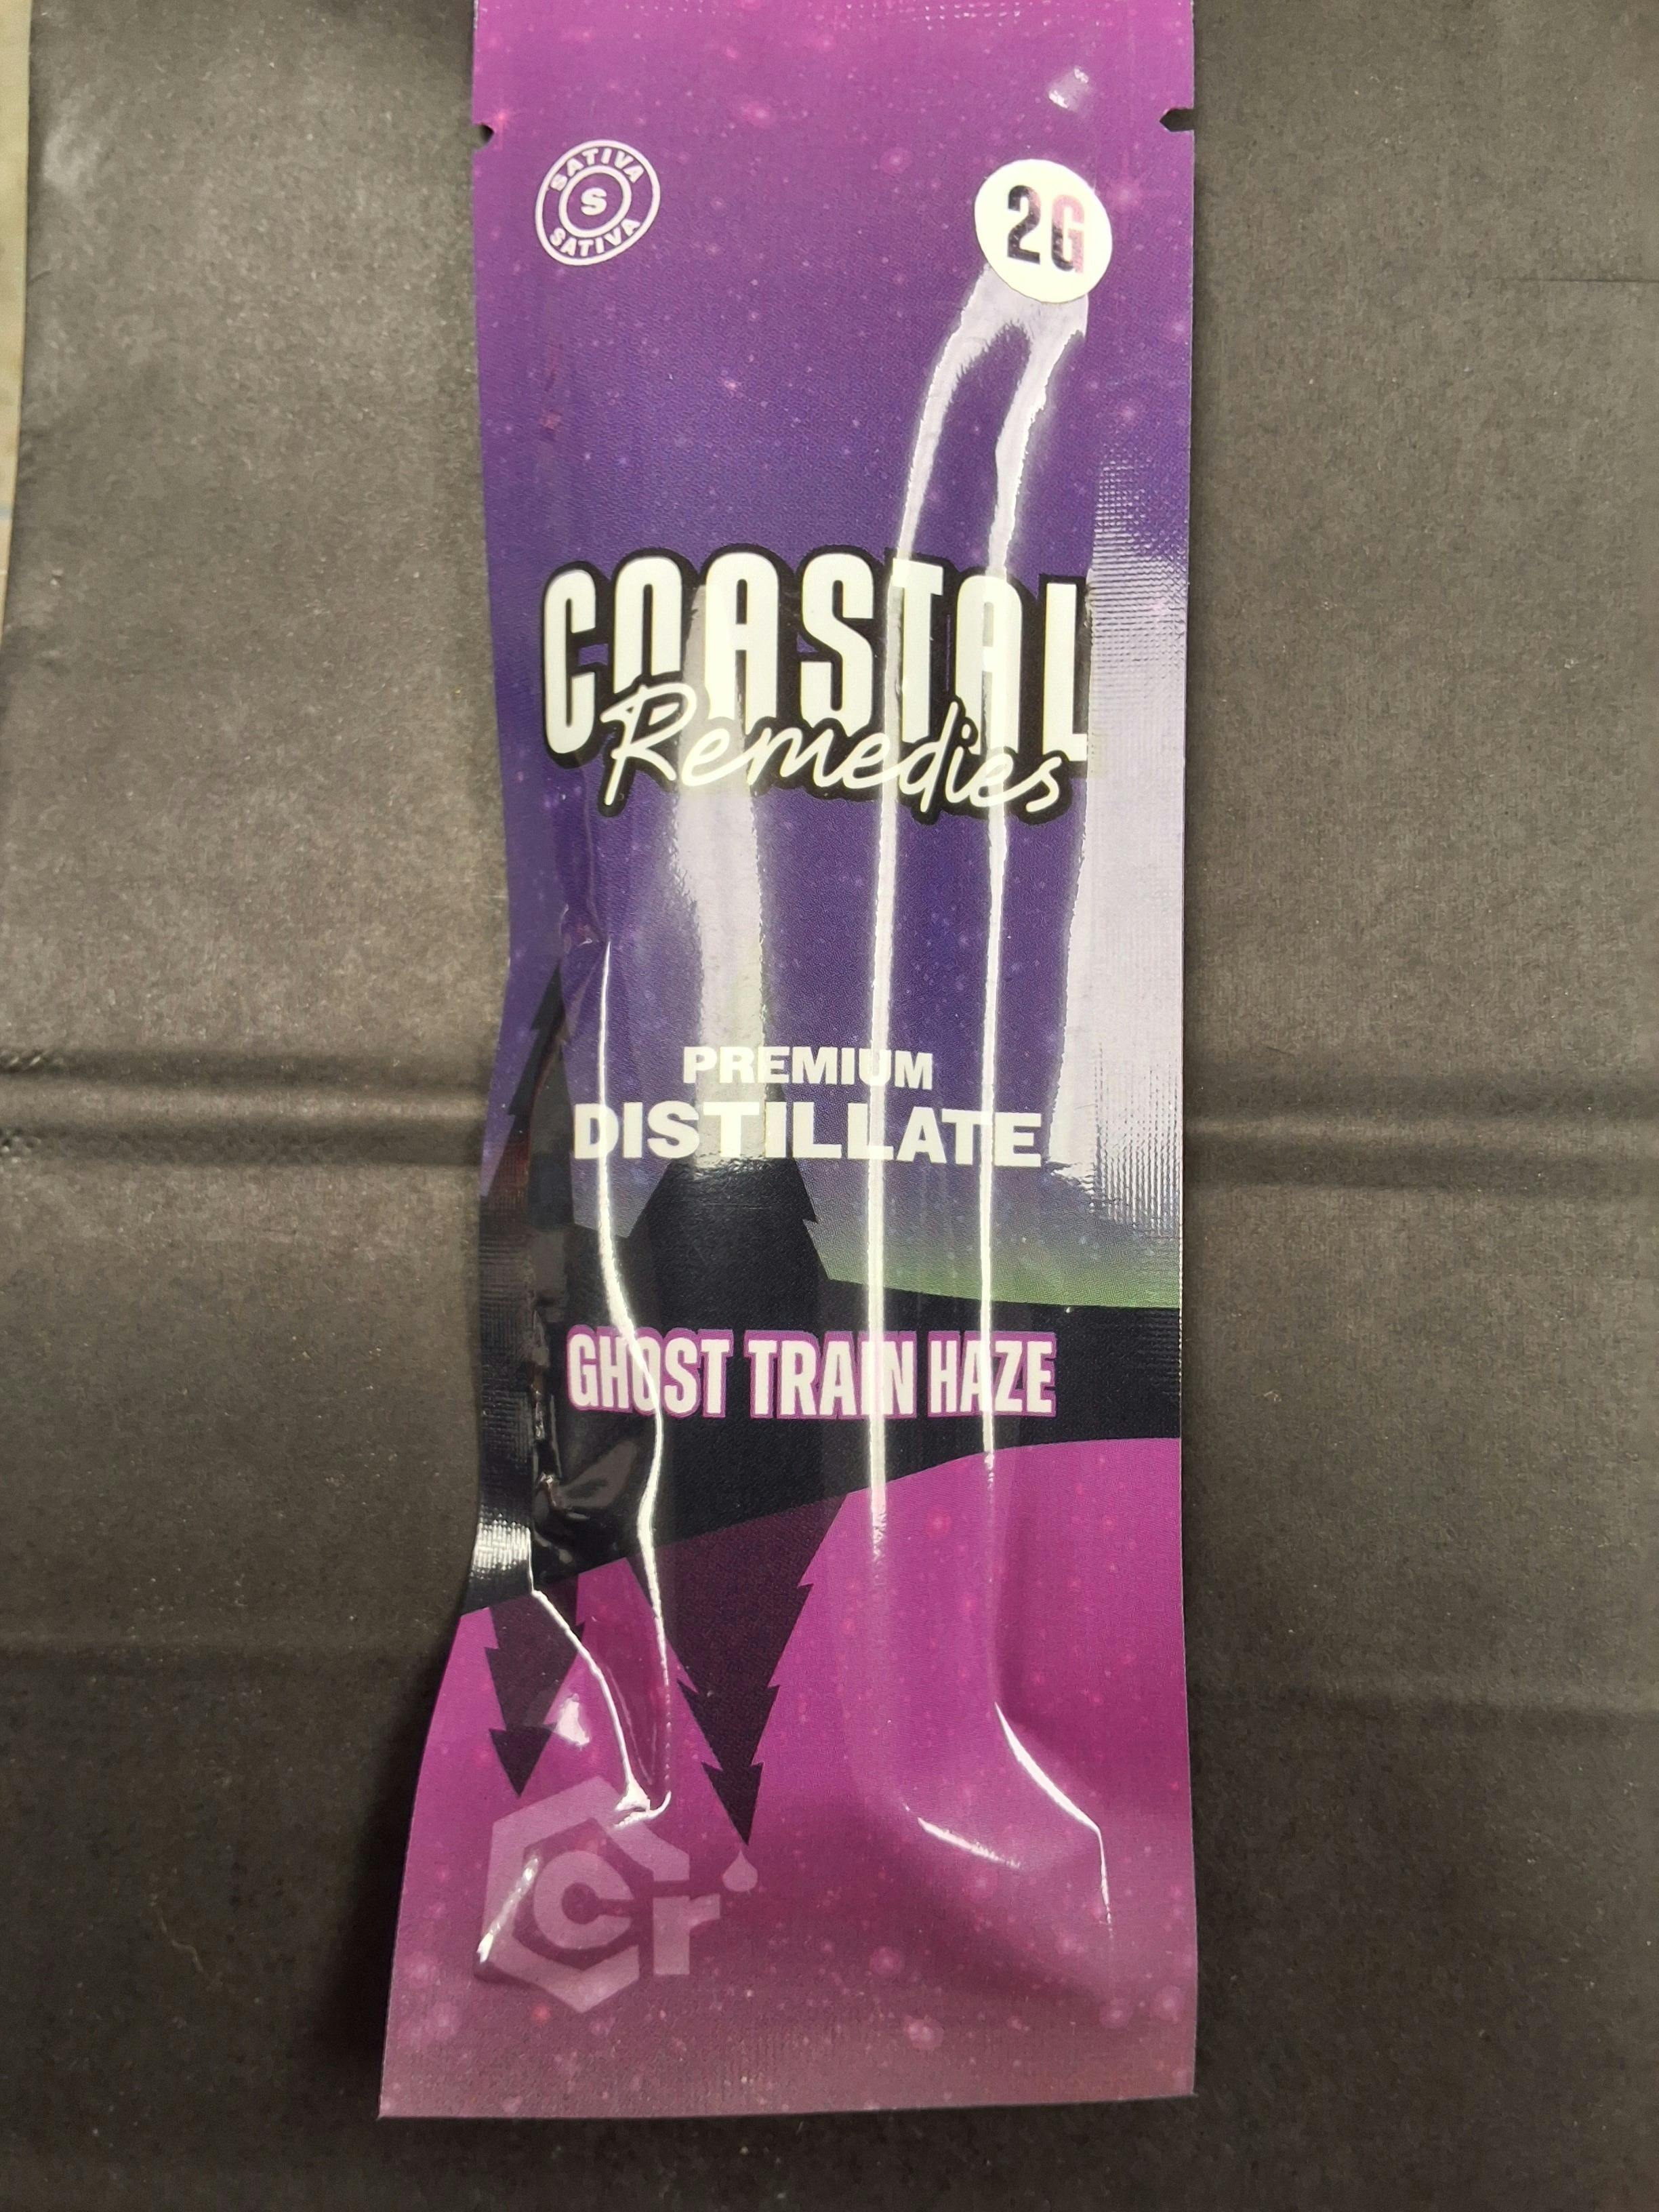 SATIVA
S
SATIVA
2G
COASTAL
Remedies
PREMIUM
DISTILLATE
GHOST TRAIN HAZE
Cr